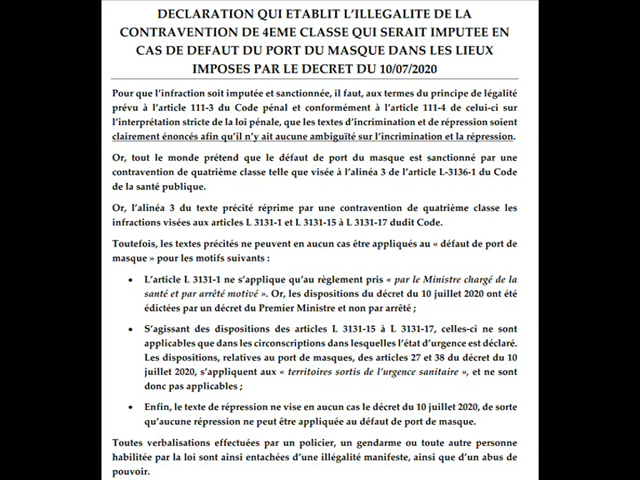 DECLARATION QUI ETABLIT L'ILLEGALITE DE LA
CONTRAVENTION DE 4EME CLASSE QUI SERAIT IMPUTEE EN
CAS DE DEFAUT DU PORT DU MASQUE DANS LES LIEUX
IMPOSES PAR LE DECRET DU 10/07/2020
Pour que l'infraction soit imputée et sanctionnée, il faut, aux termes du principe de légalité
prévu à l'article 111-3 du Code pénal et conformément à l'article 111-4 de celui-ci sur
l'interprétation stricte de la loi pénale, que les textes d'incrimination et de répression soient
clairement énoncés afin qu'il n'y ait aucune ambiguïté sur l'incrimination et la répression.
Or, tout le monde prétend que le défaut de port du masque est sanctionné par une
contravention de quatrième classe telle que visée à l'alinéa 3 de l'article L-3136-1 du Code
de la santé publique.
Or, l'alinéa 3 du texte précité réprime par une contravention de quatrième classe les
infractions visées aux articles L 3131-1 et L 3131-15 à L 3131-17 dudit Code.
Toutefois, les textes précités ne peuvent en aucun cas être appliqués au « défaut de port de
masque » pour les motifs suivants :
• L'article L 3131-1 ne s'applique qu'au règlement pris « par le Ministre chargé de la
santé et par arrêté motivé ». Or, les dispositions du décret du 10 juillet 2020 ont été
édictées par un décret du Premier Ministre et non par arrêté ;
• S'agissant des dispositions des articles L 3131-15 à L 3131-17, celles-ci ne sont
applicables que dans les circonscriptions dans lesquelles l'état d'urgence est déclaré.
Les dispositions, relatives au port de masques, des articles 27 et 38 du décret du 10
juillet 2020, s'appliquent aux « territoires sortis de l'urgence sanitaire », et ne sont
donc pas applicables ;
• Enfin, le texte de répression ne vise en aucun cas le décret du 10 juillet 2020, de sorte
qu'aucune répression ne peut être appliquée au défaut de port de masque.
Toutes verbalisations effectuées par un policier, un gendarme ou toute autre personne
habilitée par la loi sont ainsi entachées d'une illégalité manifeste, ainsi que d'un abus de
pouvoir.